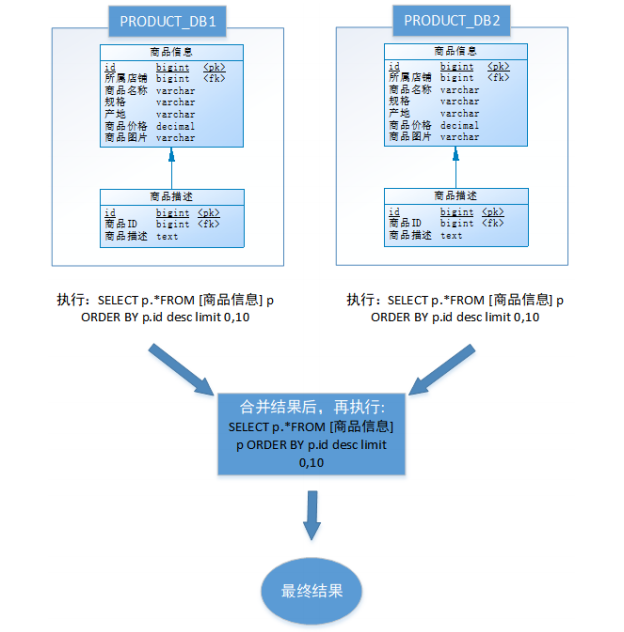 PRODUCT_DB1
商品信息
id bigint <pk>
所属店铺 bigint <fk>
商品名称 varchar
规格 varchar
产地 varchar
商品价格 decimal
商品图片 varchar
商品描述
id bigint <pk>
商品ID bigint <fk>
商品描述 text
执行：SELECT p.*FROM [商品信息] p
ORDER BY p.id desc limit 0,10
PRODUCT_DB2
商品信息
id bigint <pk>
所属店铺 bigint <fk>
商品名称 varchar
规格 varchar
产地 varchar
商品价格 decimal
商品图片 varchar
商品描述
id bigint <pk>
商品ID bigint <fk>
商品描述 text
执行：SELECT p.*FROM [商品信息] p
ORDER BY p.id desc limit 0,10
合并结果后，再执行:
SELECT p.*FROM [商品信息]
p ORDER BY p.id desc limit
0,10
最终结果